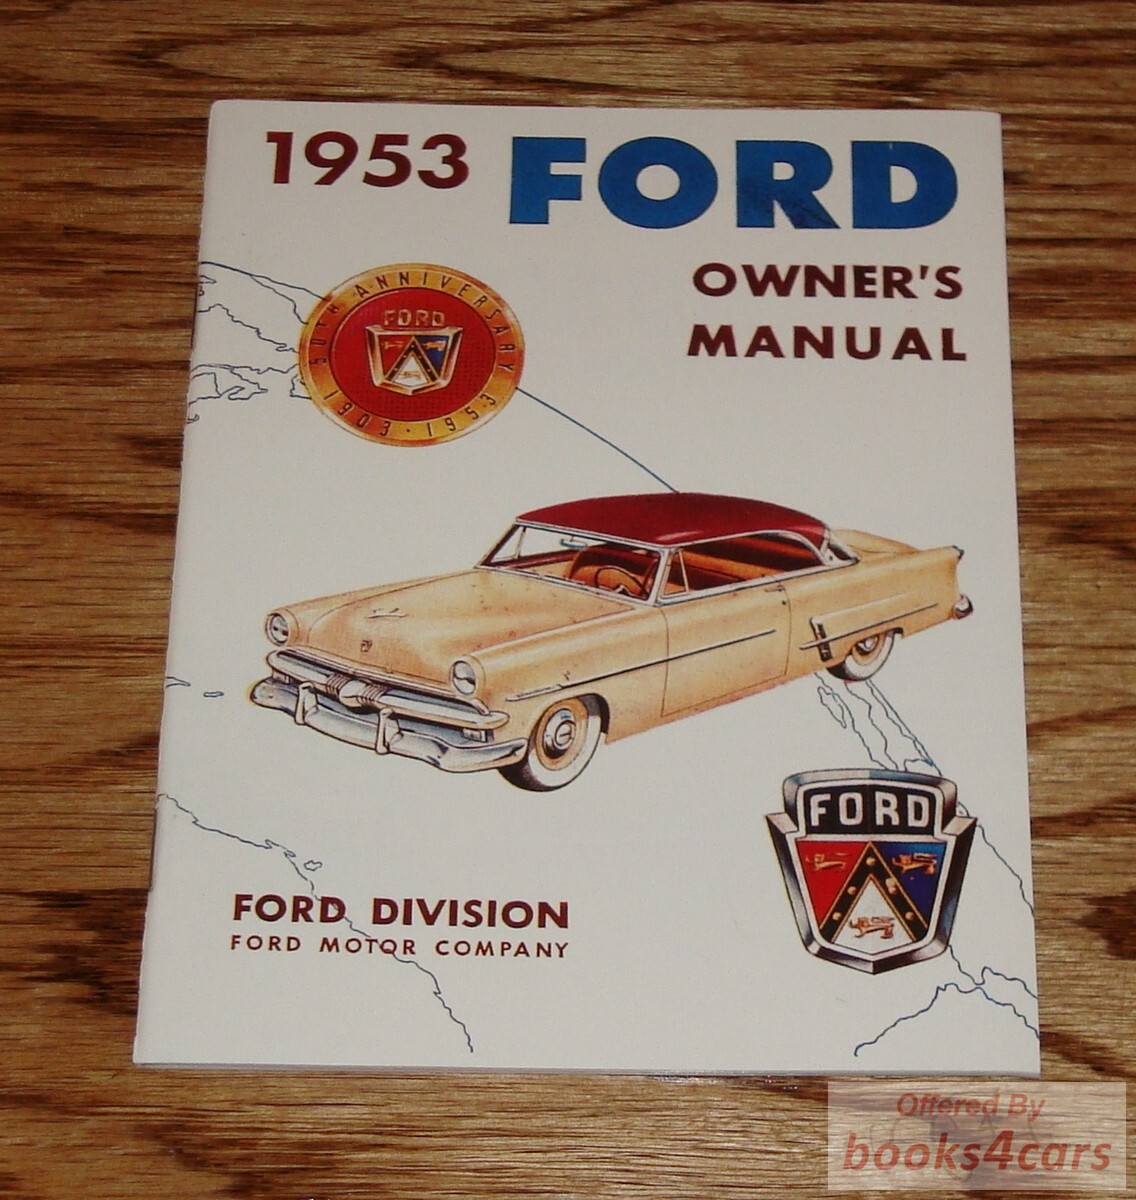 1953 FORD
OWNER'S
MANUAL
50TH ANNIVERSARY
FORD
1903 · 1953
FORD
FORD DIVISION
FORD MOTOR COMPANY
Offered By
books4cars